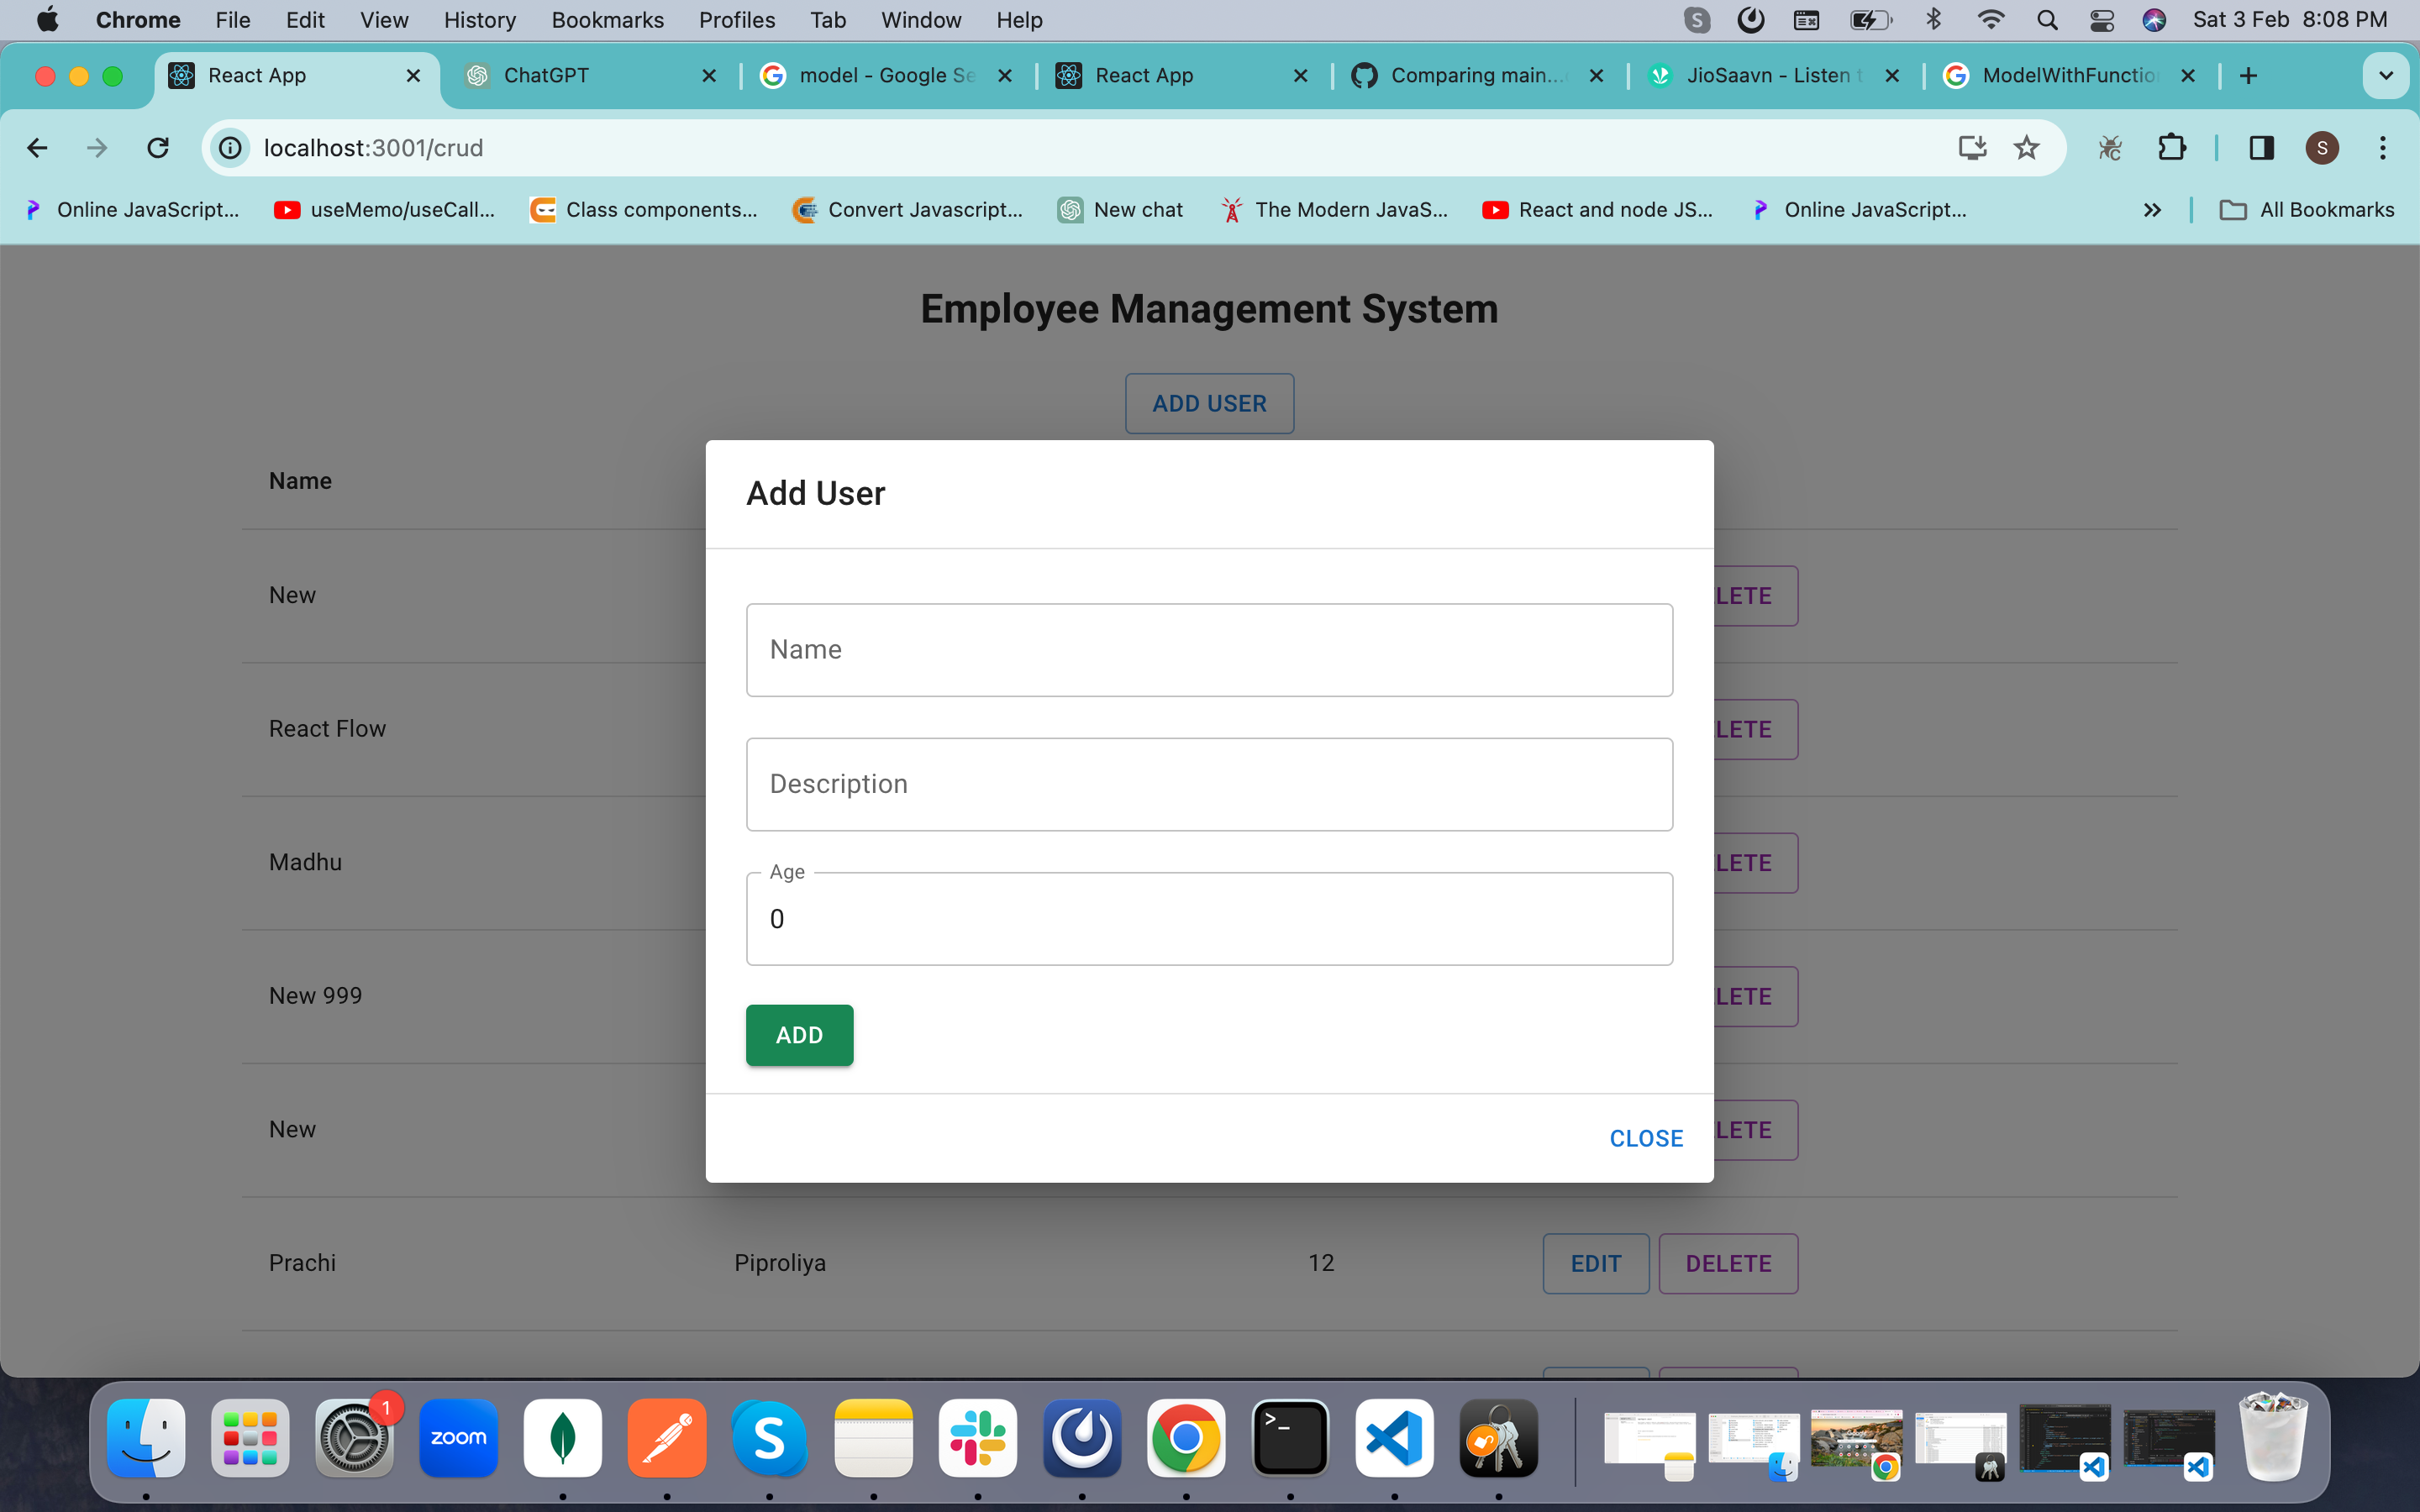 Chrome File Edit View History Bookmarks Profiles Tab Window Help S Sat 3 Feb 8:08 PM
React App ChatGPT model - Google Se React App Comparing main... JioSaavn - Listen t ModelWithFunctio
localhost:3001/crud S
Online JavaScript... useMemo/useCall... Class components... Convert Javascript... New chat The Modern JavaS... React and node JS... Online JavaScript... All Bookmarks
Employee Management System
ADD USER
Name
Add User
New LETE
Name
React Flow LETE
Description
Madhu LETE
Age
0
New 999 LETE
ADD
New LETE
CLOSE
Prachi Piproliya 12 EDIT DELETE
1
zoom S >_